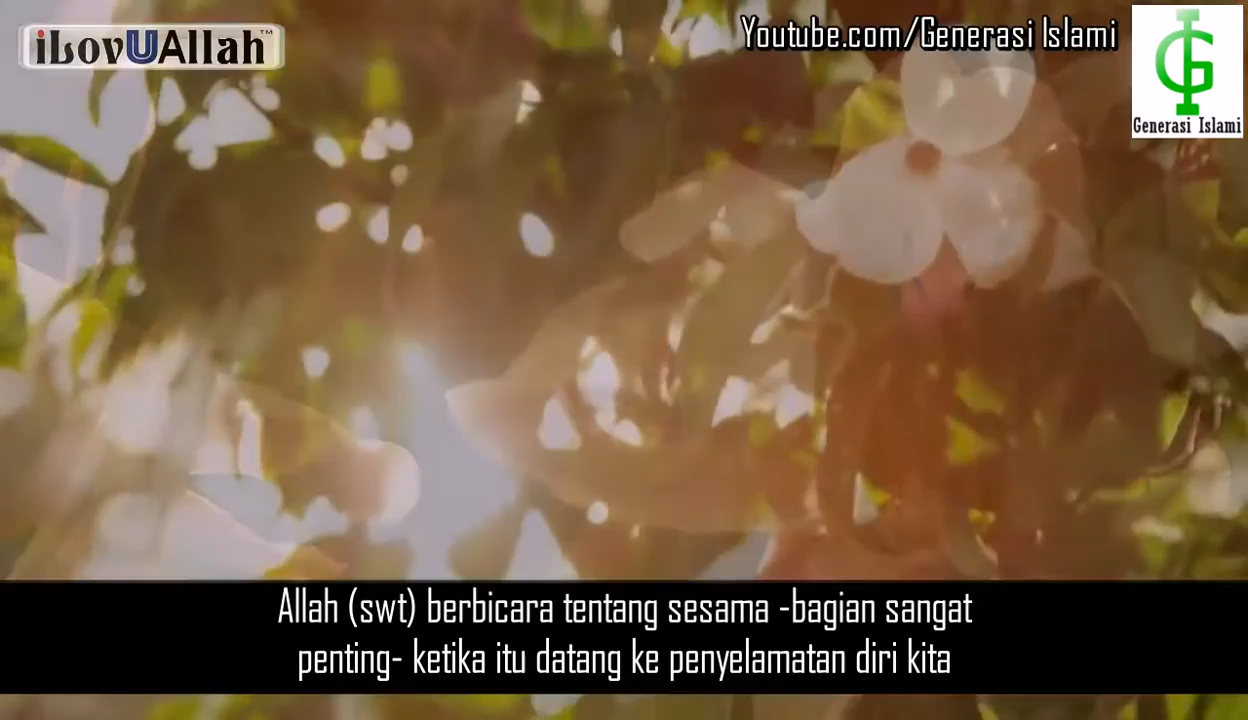 iLovUAllah™
Youtube.com/Generasi Islami
GI
Generasi Islami
Allah (swt) berbicara tentang sesama -bagian sangat
penting- ketika itu datang ke penyelamatan diri kita